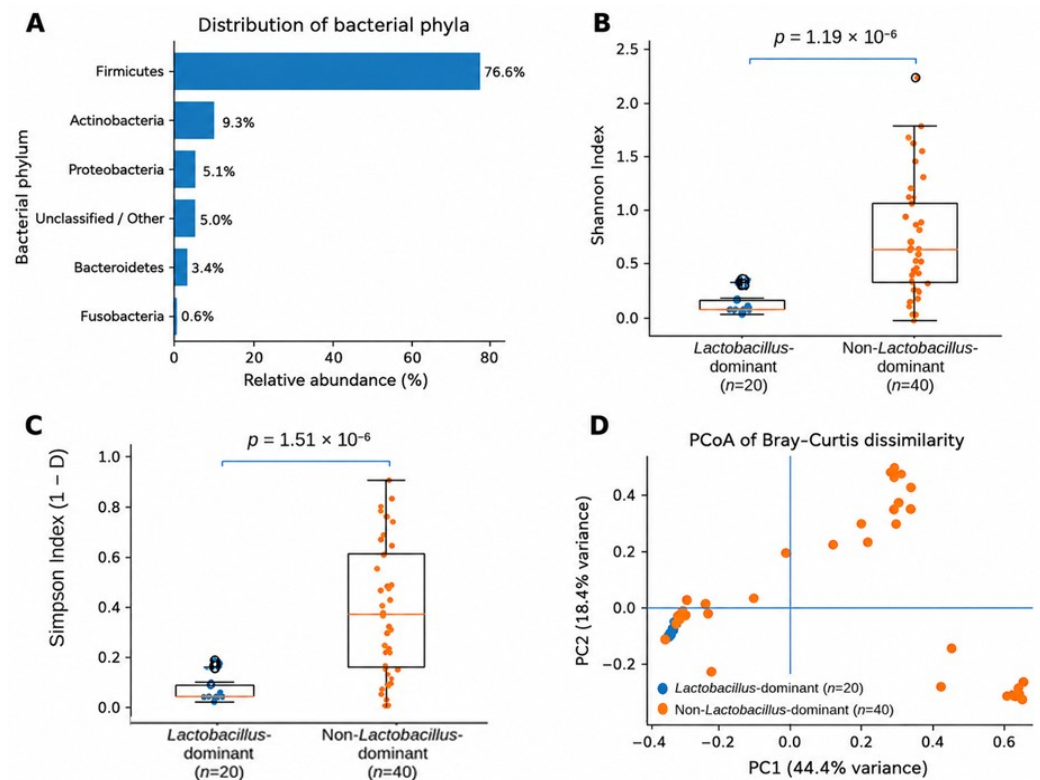 A
Distribution of bacterial phyla
Bacterial phylum
Firmicutes
76.6%
Actinobacteria
9.3%
Proteobacteria
5.1%
Unclassified / Other
5.0%
Bacteroidetes
3.4%
Fusobacteria
0.6%
0 20 40 60 80
Relative abundance (%)
B
p = 1.19 × 10⁻⁶
Shannon Index
2.5
2.0
1.5
1.0
0.5
0.0
Lactobacillus-
dominant
(n=20)
Non-Lactobacillus-
dominant
(n=40)
C
p = 1.51 × 10⁻⁶
Simpson Index (1 − D)
1.0
0.8
0.6
0.4
0.2
0.0
Lactobacillus-
dominant
(n=20)
Non-Lactobacillus-
dominant
(n=40)
D
PCoA of Bray-Curtis dissimilarity
PC2 (18.4% variance)
0.4
0.2
0.0
−0.2
Lactobacillus-dominant (n=20)
Non-Lactobacillus-dominant (n=40)
−0.4 −0.2 0.0 0.2 0.4 0.6
PC1 (44.4% variance)